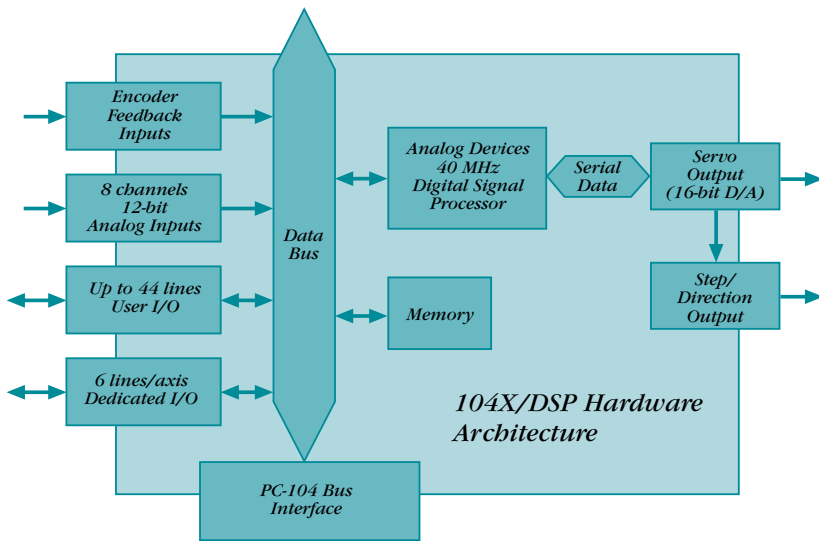 Encoder
Feedback
Inputs
8 channels
12-bit
Analog Inputs
Up to 44 lines
User I/O
6 lines/axis
Dedicated I/O
Data
Bus
Analog Devices
40 MHz
Digital Signal
Processor
Serial
Data
Servo
Output
(16-bit D/A)
Step/
Direction
Output
Memory
104X/DSP Hardware
Architecture
PC-104 Bus
Interface